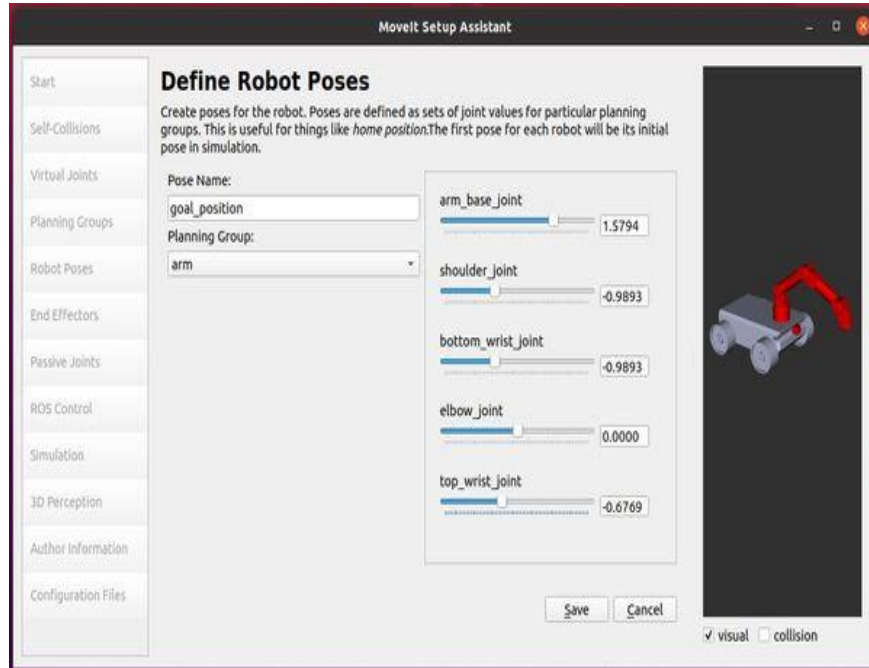 MoveIt Setup Assistant
Start
Self-Collisions
Virtual Joints
Planning Groups
Robot Poses
End Effectors
Passive Joints
ROS Control
Simulation
3D Perception
Author Information
Configuration Files
Define Robot Poses
Create poses for the robot. Poses are defined as sets of joint values for particular planning
groups. This is useful for things like home position.The first pose for each robot will be its initial
pose in simulation.
Pose Name:
goal_position
Planning Group:
arm
arm_base_joint
1.5794
shoulder_joint
-0.9893
bottom_wrist_joint
-0.9893
elbow_joint
0.0000
top_wrist_joint
-0.6769
Save
Cancel
visual
collision